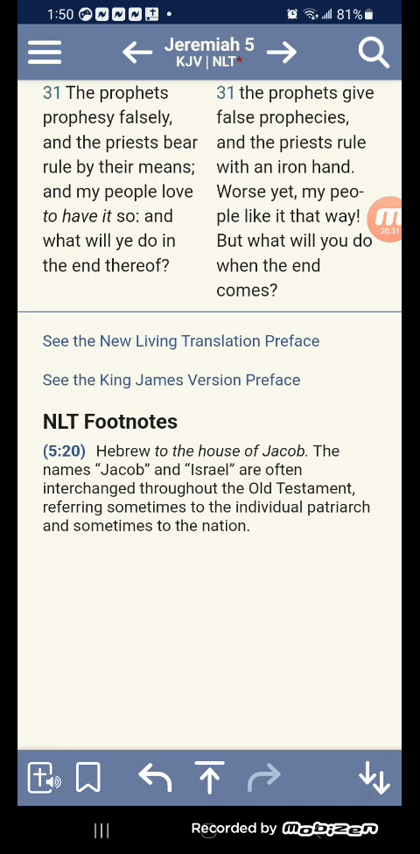 1:50
81%
Jeremiah 5
KJV | NLT*
31 The prophets
prophesy falsely,
and the priests bear
rule by their means;
and my people love
to have it so: and
what will ye do in
the end thereof?
31 the prophets give
false prophecies,
and the priests rule
with an iron hand.
Worse yet, my peo-
ple like it that way!
But what will you do
when the end
comes?
20:31
See the New Living Translation Preface
See the King James Version Preface
NLT Footnotes
(5:20) Hebrew to the house of Jacob. The
names “Jacob” and “Israel” are often
interchanged throughout the Old Testament,
referring sometimes to the individual patriarch
and sometimes to the nation.
Recorded by mobizen